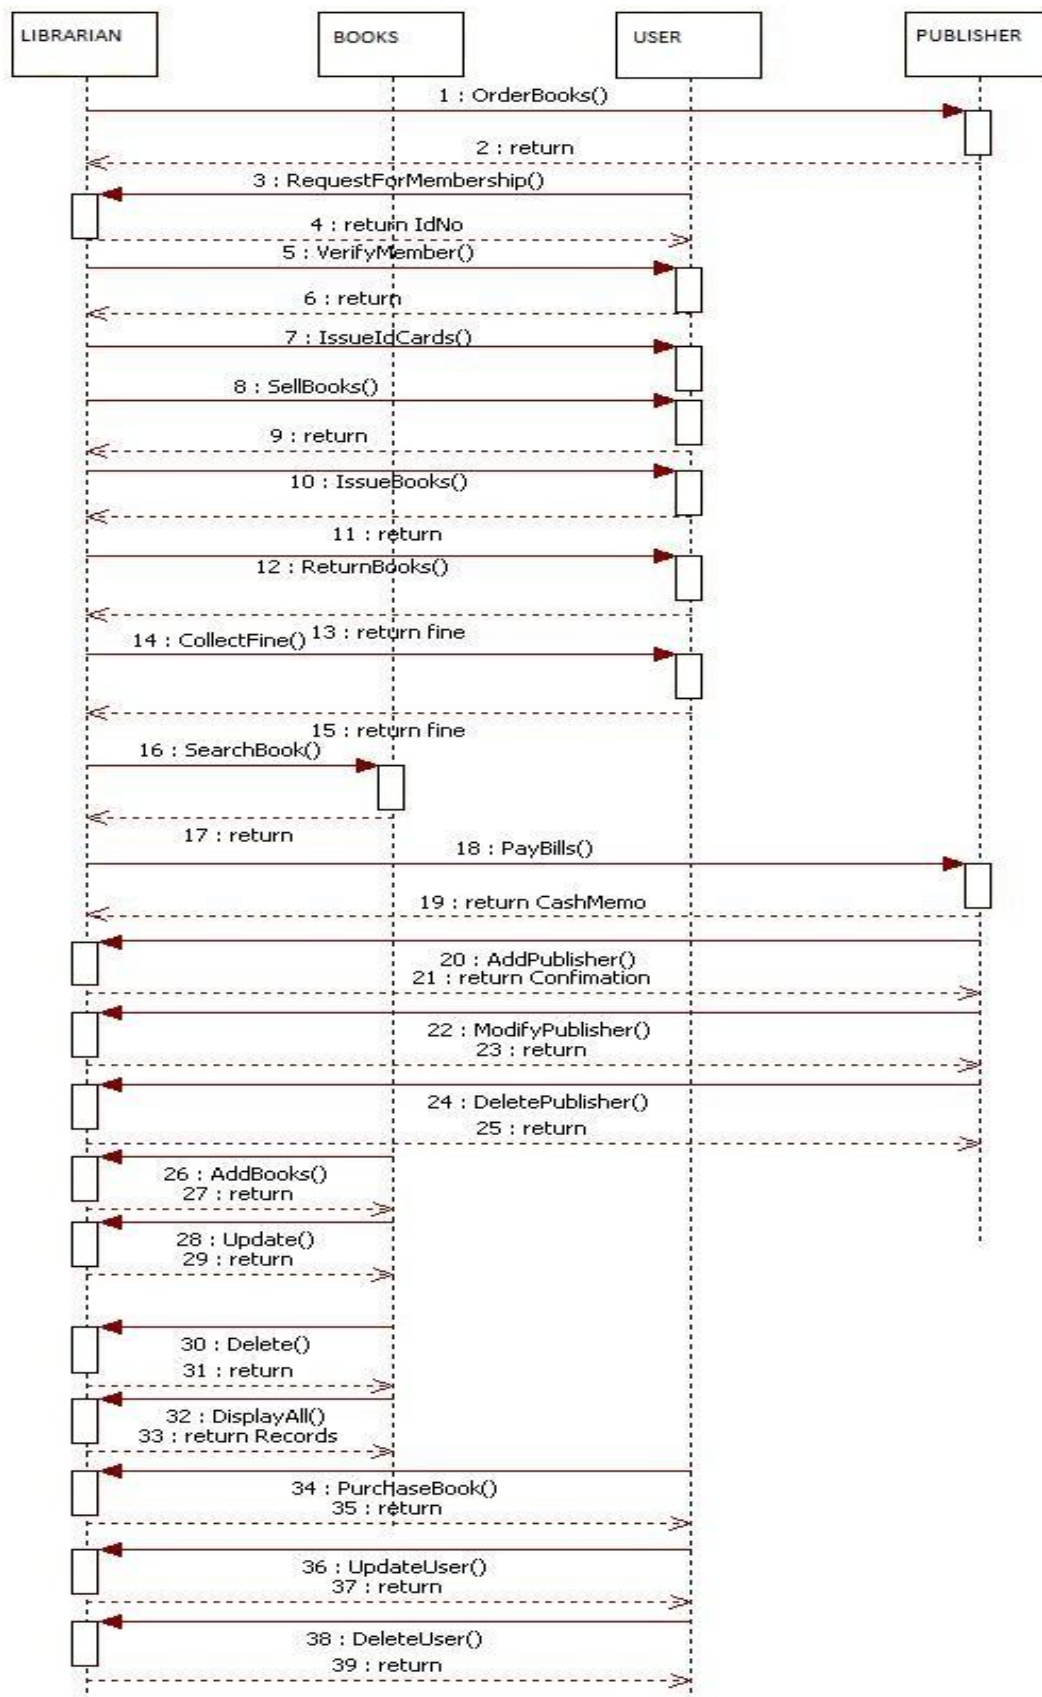 LIBRARIAN
BOOKS
USER
PUBLISHER
1 : OrderBooks()
2 : return
3 : RequestForMembership()
4 : return IdNo
5 : VerifyMember()
6 : return
7 : IssueIdCards()
8 : SellBooks()
9 : return
10 : IssueBooks()
11 : return
12 : ReturnBooks()
13 : return fine
14 : CollectFine()
15 : return fine
16 : SearchBook()
17 : return
18 : PayBills()
19 : return CashMemo
20 : AddPublisher()
21 : return Confimation
22 : ModifyPublisher()
23 : return
24 : DeletePublisher()
25 : return
26 : AddBooks()
27 : return
28 : Update()
29 : return
30 : Delete()
31 : return
32 : DisplayAll()
33 : return Records
34 : PurchaseBook()
35 : return
36 : UpdateUser()
37 : return
38 : DeleteUser()
39 : return